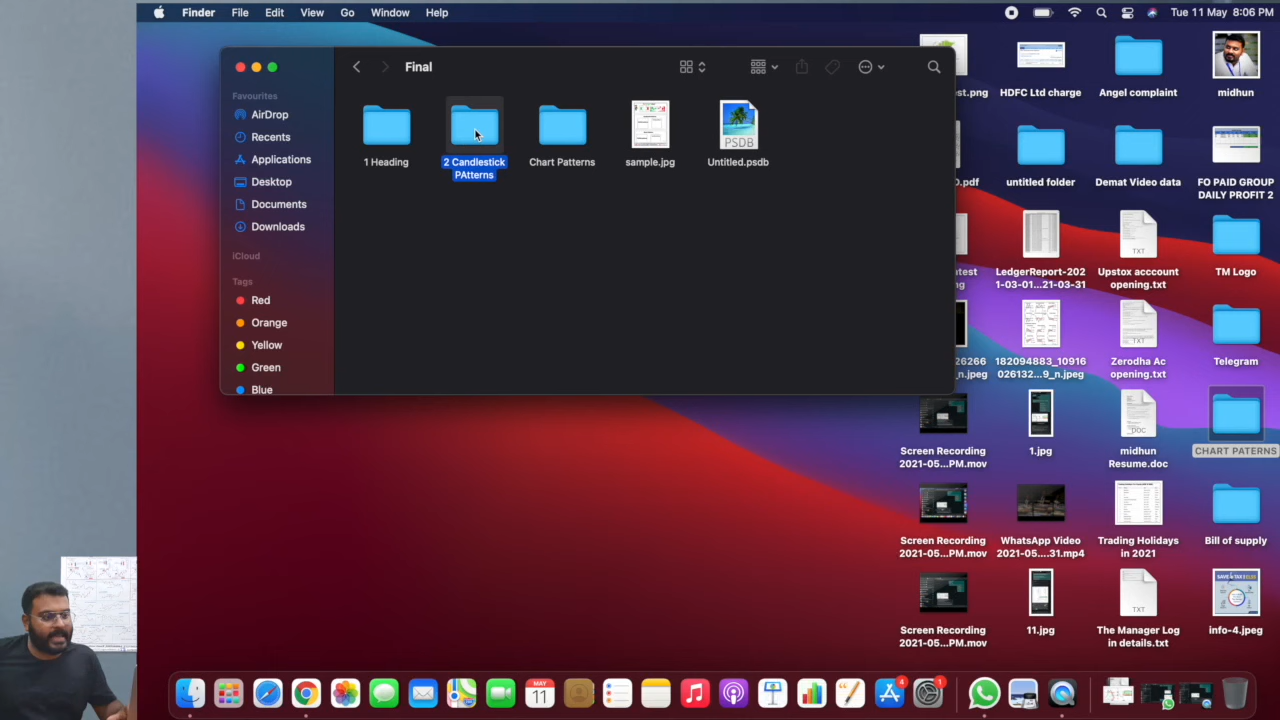 Finder File Edit View Go Window Help
Tue 11 May 8:06 PM
Final
Favourites
AirDrop
Recents
Applications
Desktop
Documents
Downloads
iCloud
Tags
Red
Orange
Yellow
Green
Blue
1 Heading
2 Candlestick
PAtterns
Chart Patterns
sample.jpg
PSDB
Untitled.psdb
HDFC Ltd charge
Angel complaint
midhun
untitled folder
Demat Video data
FO PAID GROUP
DAILY PROFIT 2
TXT
LedgerReport-202
1-03-01...21-03-31
Upstox acccount
opening.txt
TM Logo
TXT
182094883_10916
026132...9_n.jpeg
Zerodha Ac
opening.txt
Telegram
Screen Recording
2021-05...PM.mov
1.jpg
DOC
midhun
Resume.doc
CHART PATERNS
Screen Recording
2021-05...PM.mov
WhatsApp Video
2021-05....31.mp4
Trading Holidays
in 2021
Bill of supply
Screen Recording
2021-05...PM.mov
11.jpg
TXT
The Manager Log
in details.txt
info-4.jpeg
MAY
11
4
1